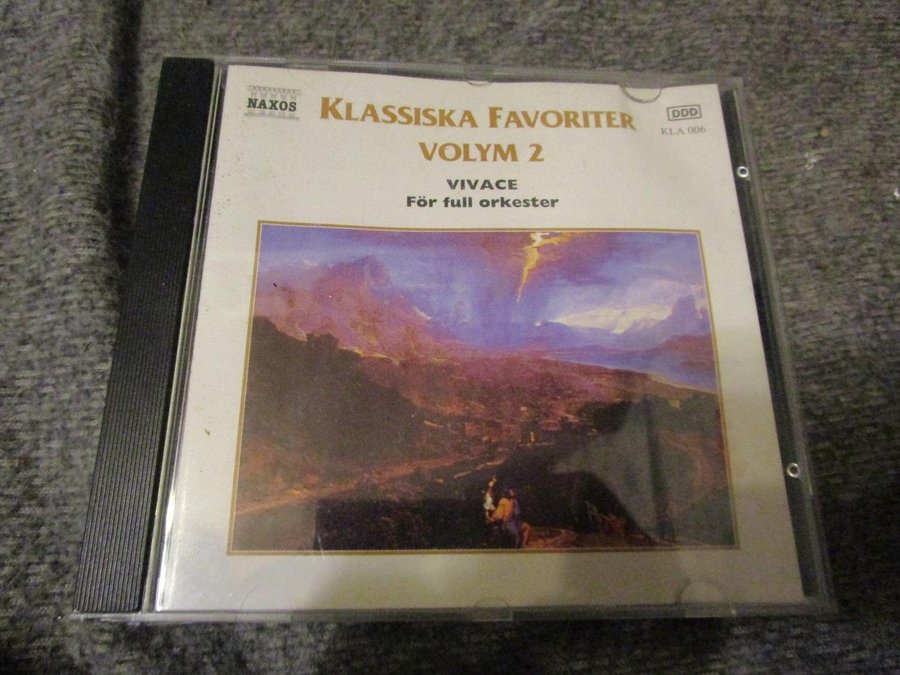 NAXOS
KLASSISKA FAVORITER
VOLYM 2
VIVACE
För full orkester
DDD
KLA 006